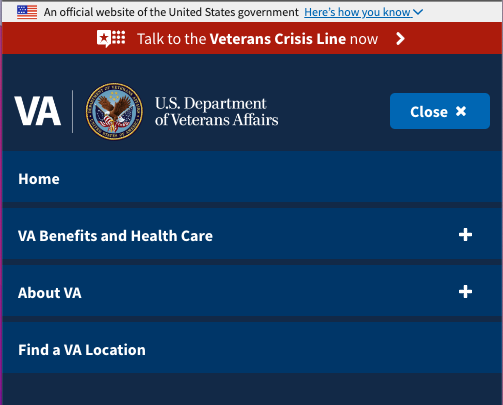 An official website of the United States government Here's how you know
Talk to the Veterans Crisis Line now
VA
U.S. Department
of Veterans Affairs
Close ✖
Home
VA Benefits and Health Care +
About VA +
Find a VA Location